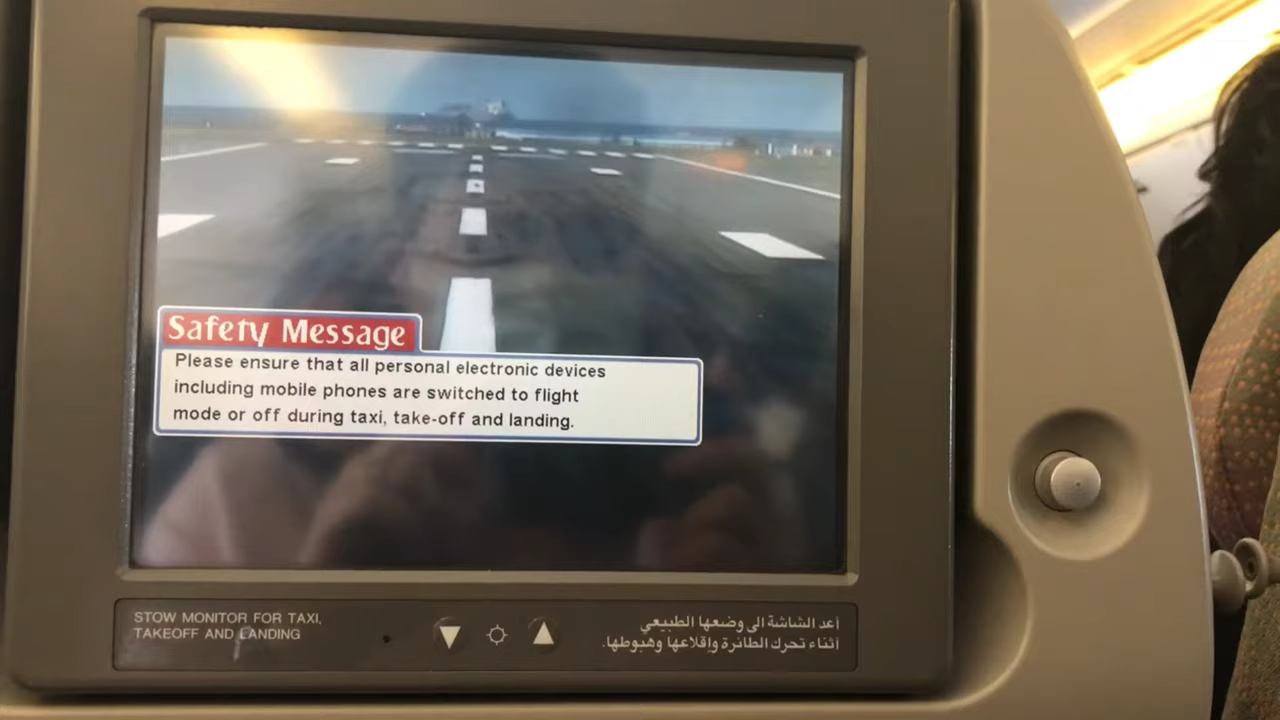 Safety Message
Please ensure that all personal electronic devices
including mobile phones are switched to flight
mode or off during taxi, take-off and landing.
STOW MONITOR FOR TAXI,
TAKEOFF AND LANDING
أعد الشاشة الى وضعها الطبيعي
أثناء تحرك الطائرة وإقلاعها وهبوطها.